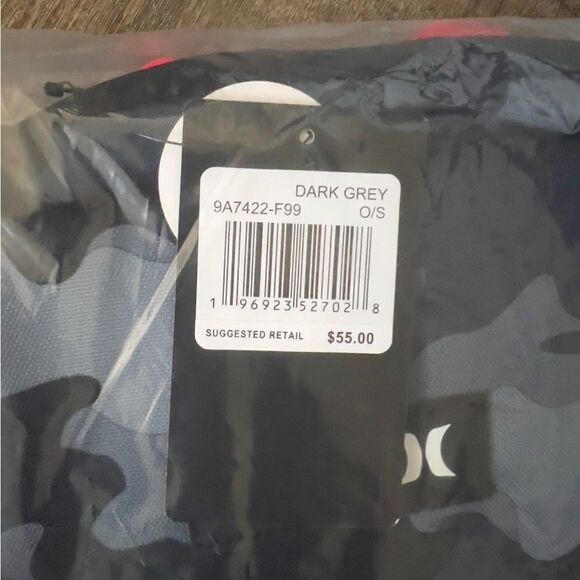 DARK GREY
9A7422-F99 O/S
1 96923 52702 8
SUGGESTED RETAIL $55.00